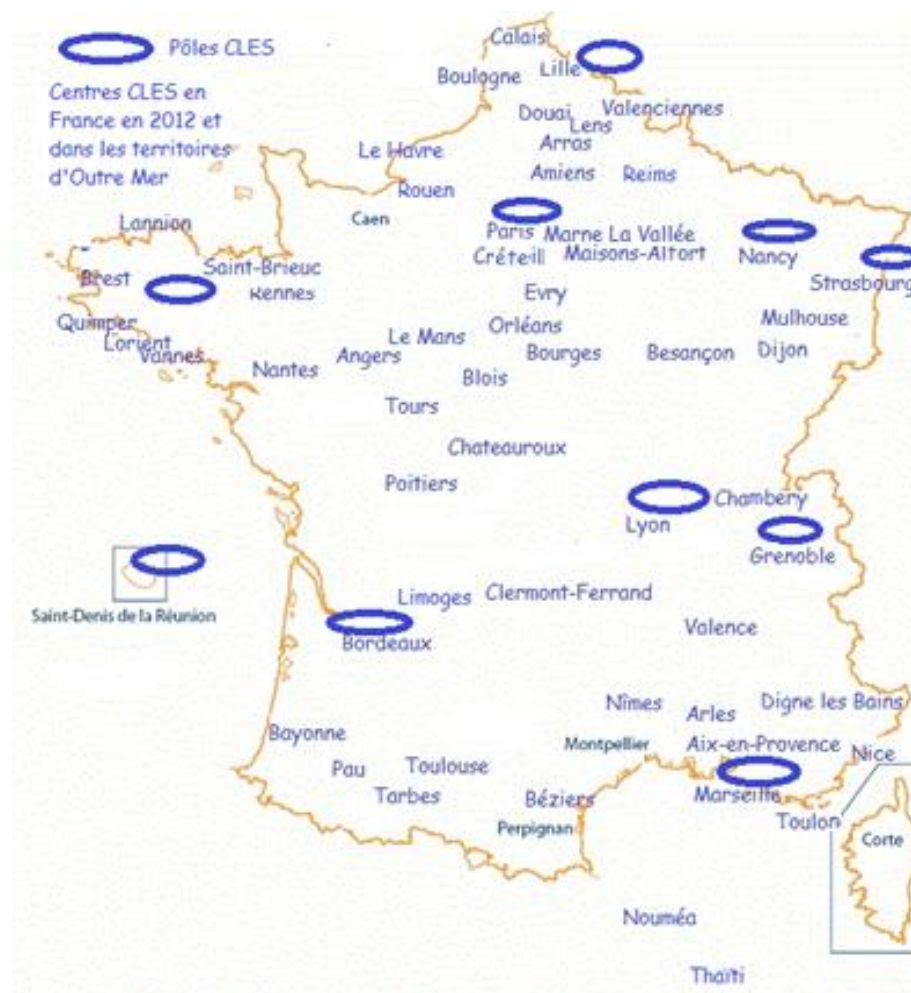 Pôles CLES
Centres CLES en
France en 2012 et
dans les territoires
d'Outre Mer
Calais
Lille
Boulogne
Valenciennes
Douai
Lens
Arras
Le Havre
Amiens
Reims
Rouen
Caen
Lannion
Paris
Marne La Vallée
Créteil
Maisons-Alfort
Nancy
Strasbourg
Saint-Brieuc
Brest
Rennes
Evry
Quimper
Lorient
Vannes
Le Mans
Orléans
Mulhouse
Nantes
Angers
Bourges
Besançon
Dijon
Blois
Tours
Chateauroux
Poitiers
Lyon
Chambéry
Grenoble
Saint-Denis de la Réunion
Limoges
Clermont-Ferrand
Bordeaux
Valence
Nîmes
Arles
Digne les Bains
Bayonne
Montpellier
Aix-en-Provence
Nice
Pau
Toulouse
Tarbes
Béziers
Marseille
Perpignan
Toulon
Corte
Nouméa
Thaïti